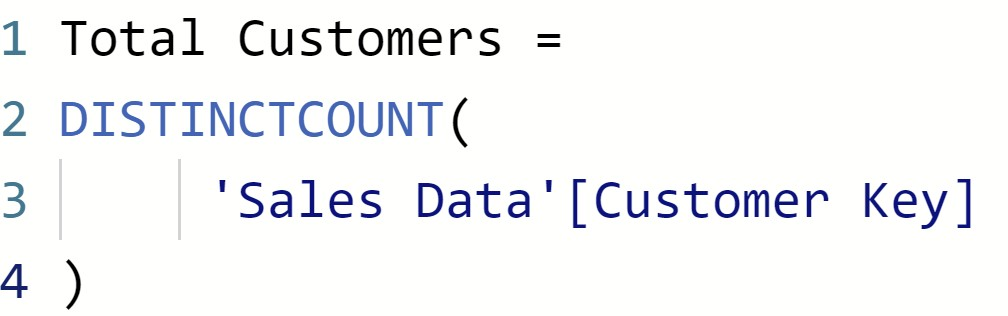 1 Total Customers =
2 DISTINCTCOUNT(
3 'Sales Data'[Customer Key]
4 )